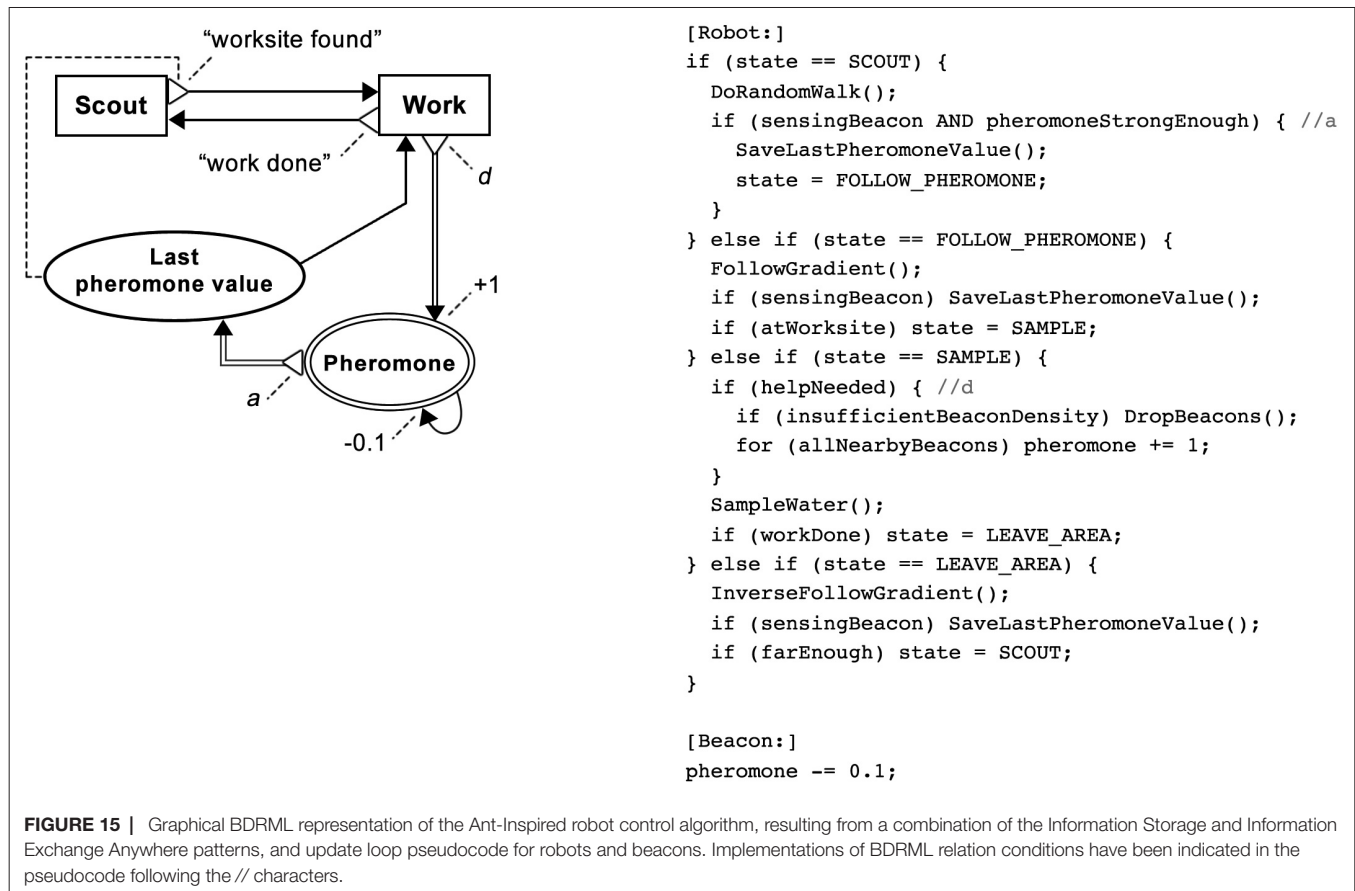 “worksite found”
Scout
Work
“work done”
d
Last
pheromone value
+1
Pheromone
a
-0.1
[Robot:]
if (state == SCOUT) {
  DoRandomWalk();
  if (sensingBeacon AND pheromoneStrongEnough) { //a
    SaveLastPheromoneValue();
    state = FOLLOW_PHEROMONE;
  }
} else if (state == FOLLOW_PHEROMONE) {
  FollowGradient();
  if (sensingBeacon) SaveLastPheromoneValue();
  if (atWorksite) state = SAMPLE;
} else if (state == SAMPLE) {
  if (helpNeeded) { //d
    if (insufficientBeaconDensity) DropBeacons();
    for (allNearbyBeacons) pheromone += 1;
  }
  SampleWater();
  if (workDone) state = LEAVE_AREA;
} else if (state == LEAVE_AREA) {
  InverseFollowGradient();
  if (sensingBeacon) SaveLastPheromoneValue();
  if (farEnough) state = SCOUT;
}
[Beacon:]
pheromone -= 0.1;
FIGURE 15 | Graphical BDRML representation of the Ant-Inspired robot control algorithm, resulting from a combination of the Information Storage and Information
Exchange Anywhere patterns, and update loop pseudocode for robots and beacons. Implementations of BDRML relation conditions have been indicated in the
pseudocode following the // characters.